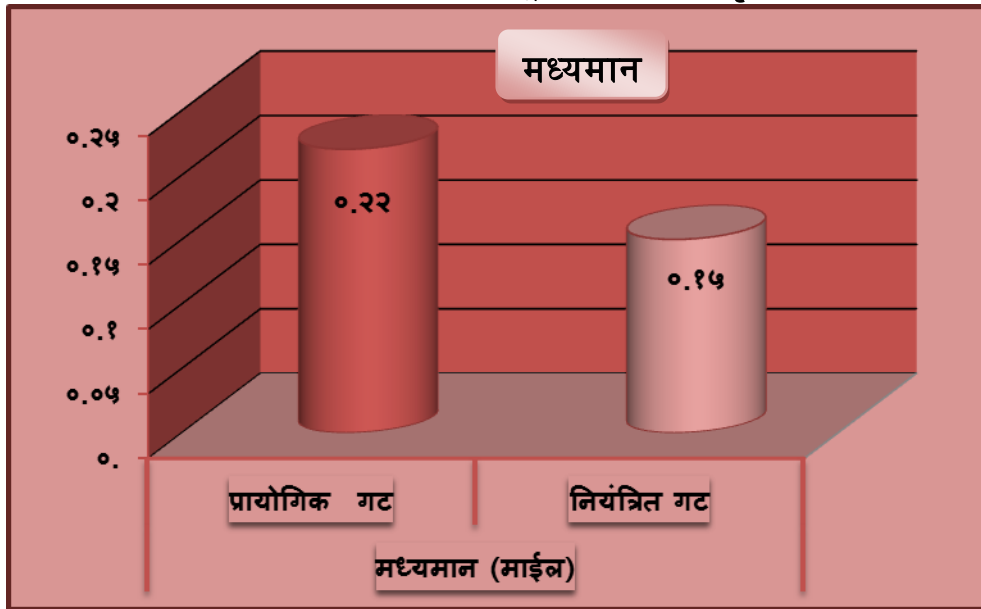 मध्यमान
०.२५
०.२
०.१५
०.१
०.०५
०.
०.२२
०.१५
प्रायोगिक गट
नियंत्रित गट
मध्यमान (माईल)